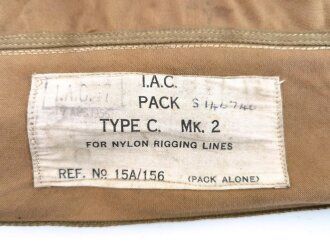 I.A.C.
PACK
TYPE C. MK. 2
FOR NYLON RIGGING LINES
REF. Nº 15A/156 (PACK ALONE)